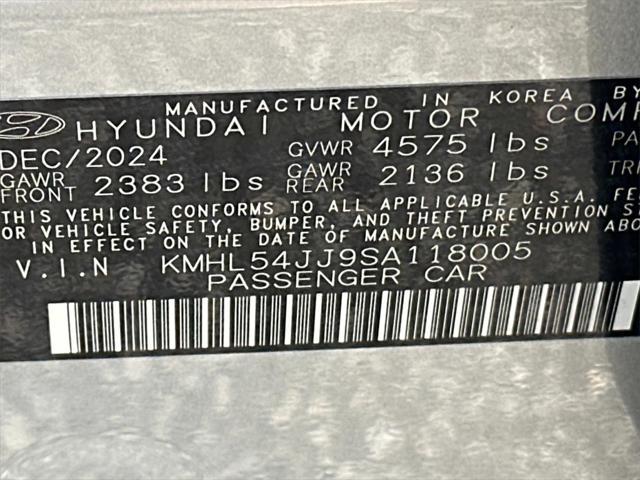 MANUFACTURED IN KOREA BY
HYUNDAI MOTOR
DEC/2024 GVWR 4575 lbs
GAWR FRONT 2383 lbs GAWR REAR 2136 lbs
THIS VEHICLE CONFORMS TO ALL APPLICABLE U.S.A.
OR VEHICLE SAFETY, BUMPER, AND THEFT PREVENTION
IN EFFECT ON THE DATE OF MANUFACTURE SHOWN
V.I.N KMHL54JJ9SA118005
PASSENGER CAR